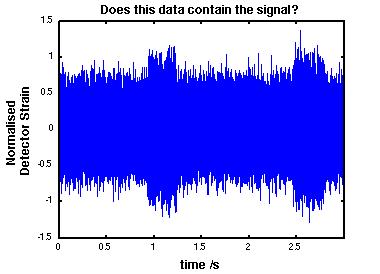 Does this data contain the signal?
1.5
1
0.5
0
-0.5
-1
-1.5
Normalised
Detector Strain
0 0.5 1 1.5 2 2.5
time /s